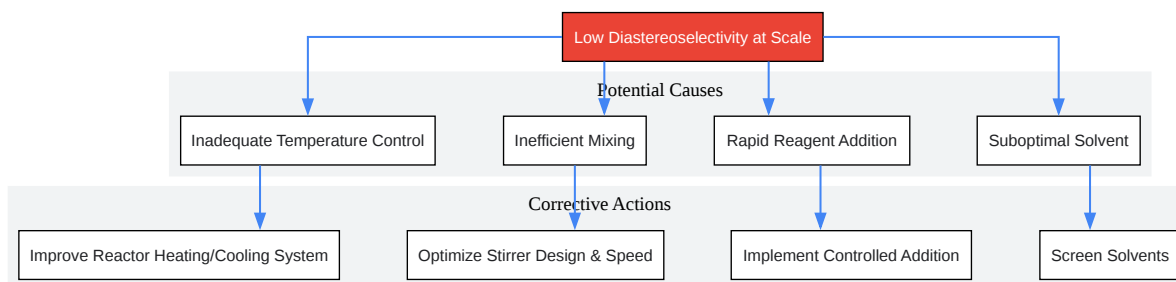 Low Diastereoselectivity at Scale
Potential Causes
Inadequate Temperature Control
Inefficient Mixing
Rapid Reagent Addition
Suboptimal Solvent
Corrective Actions
Improve Reactor Heating/Cooling System
Optimize Stirrer Design & Speed
Implement Controlled Addition
Screen Solvents